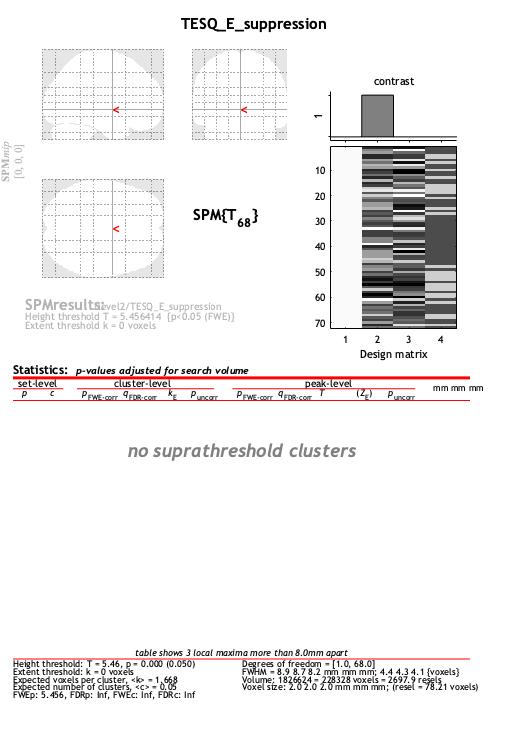 TESQ_E_suppression
contrast
1
SPMmip
[0, 0, 0]
<
<
<
SPM{T68}
10
20
30
40
50
60
70
1 2 3 4
Design matrix
SPMresults: level2/TESQ_E_suppression
Height threshold T = 5.456414 {p<0.05 (FWE)}
Extent threshold k = 0 voxels
Statistics: p-values adjusted for search volume
set-level cluster-level peak-level mm mm mm
p c pFWE-corr qFDR-corr kE puncorr pFWE-corr qFDR-corr T (ZE) puncorr
no suprathreshold clusters
table shows 3 local maxima more than 8.0mm apart
Height threshold: T = 5.46, p = 0.000 (0.050)
Extent threshold: k = 0 voxels
Expected voxels per cluster, <k> = 1.668
Expected number of clusters, <c> = 0.05
FWEp: 5.456, FDRp: Inf, FWEc: Inf, FDRc: Inf
Degrees of freedom = [1.0, 68.0]
FWHM = 8.9 8.7 8.2 mm mm mm; 4.4 4.3 4.1 {voxels}
Volume: 1826624 = 228328 voxels = 2697.9 resels
Voxel size: 2.0 2.0 2.0 mm mm mm; (resel = 78.21 voxels)